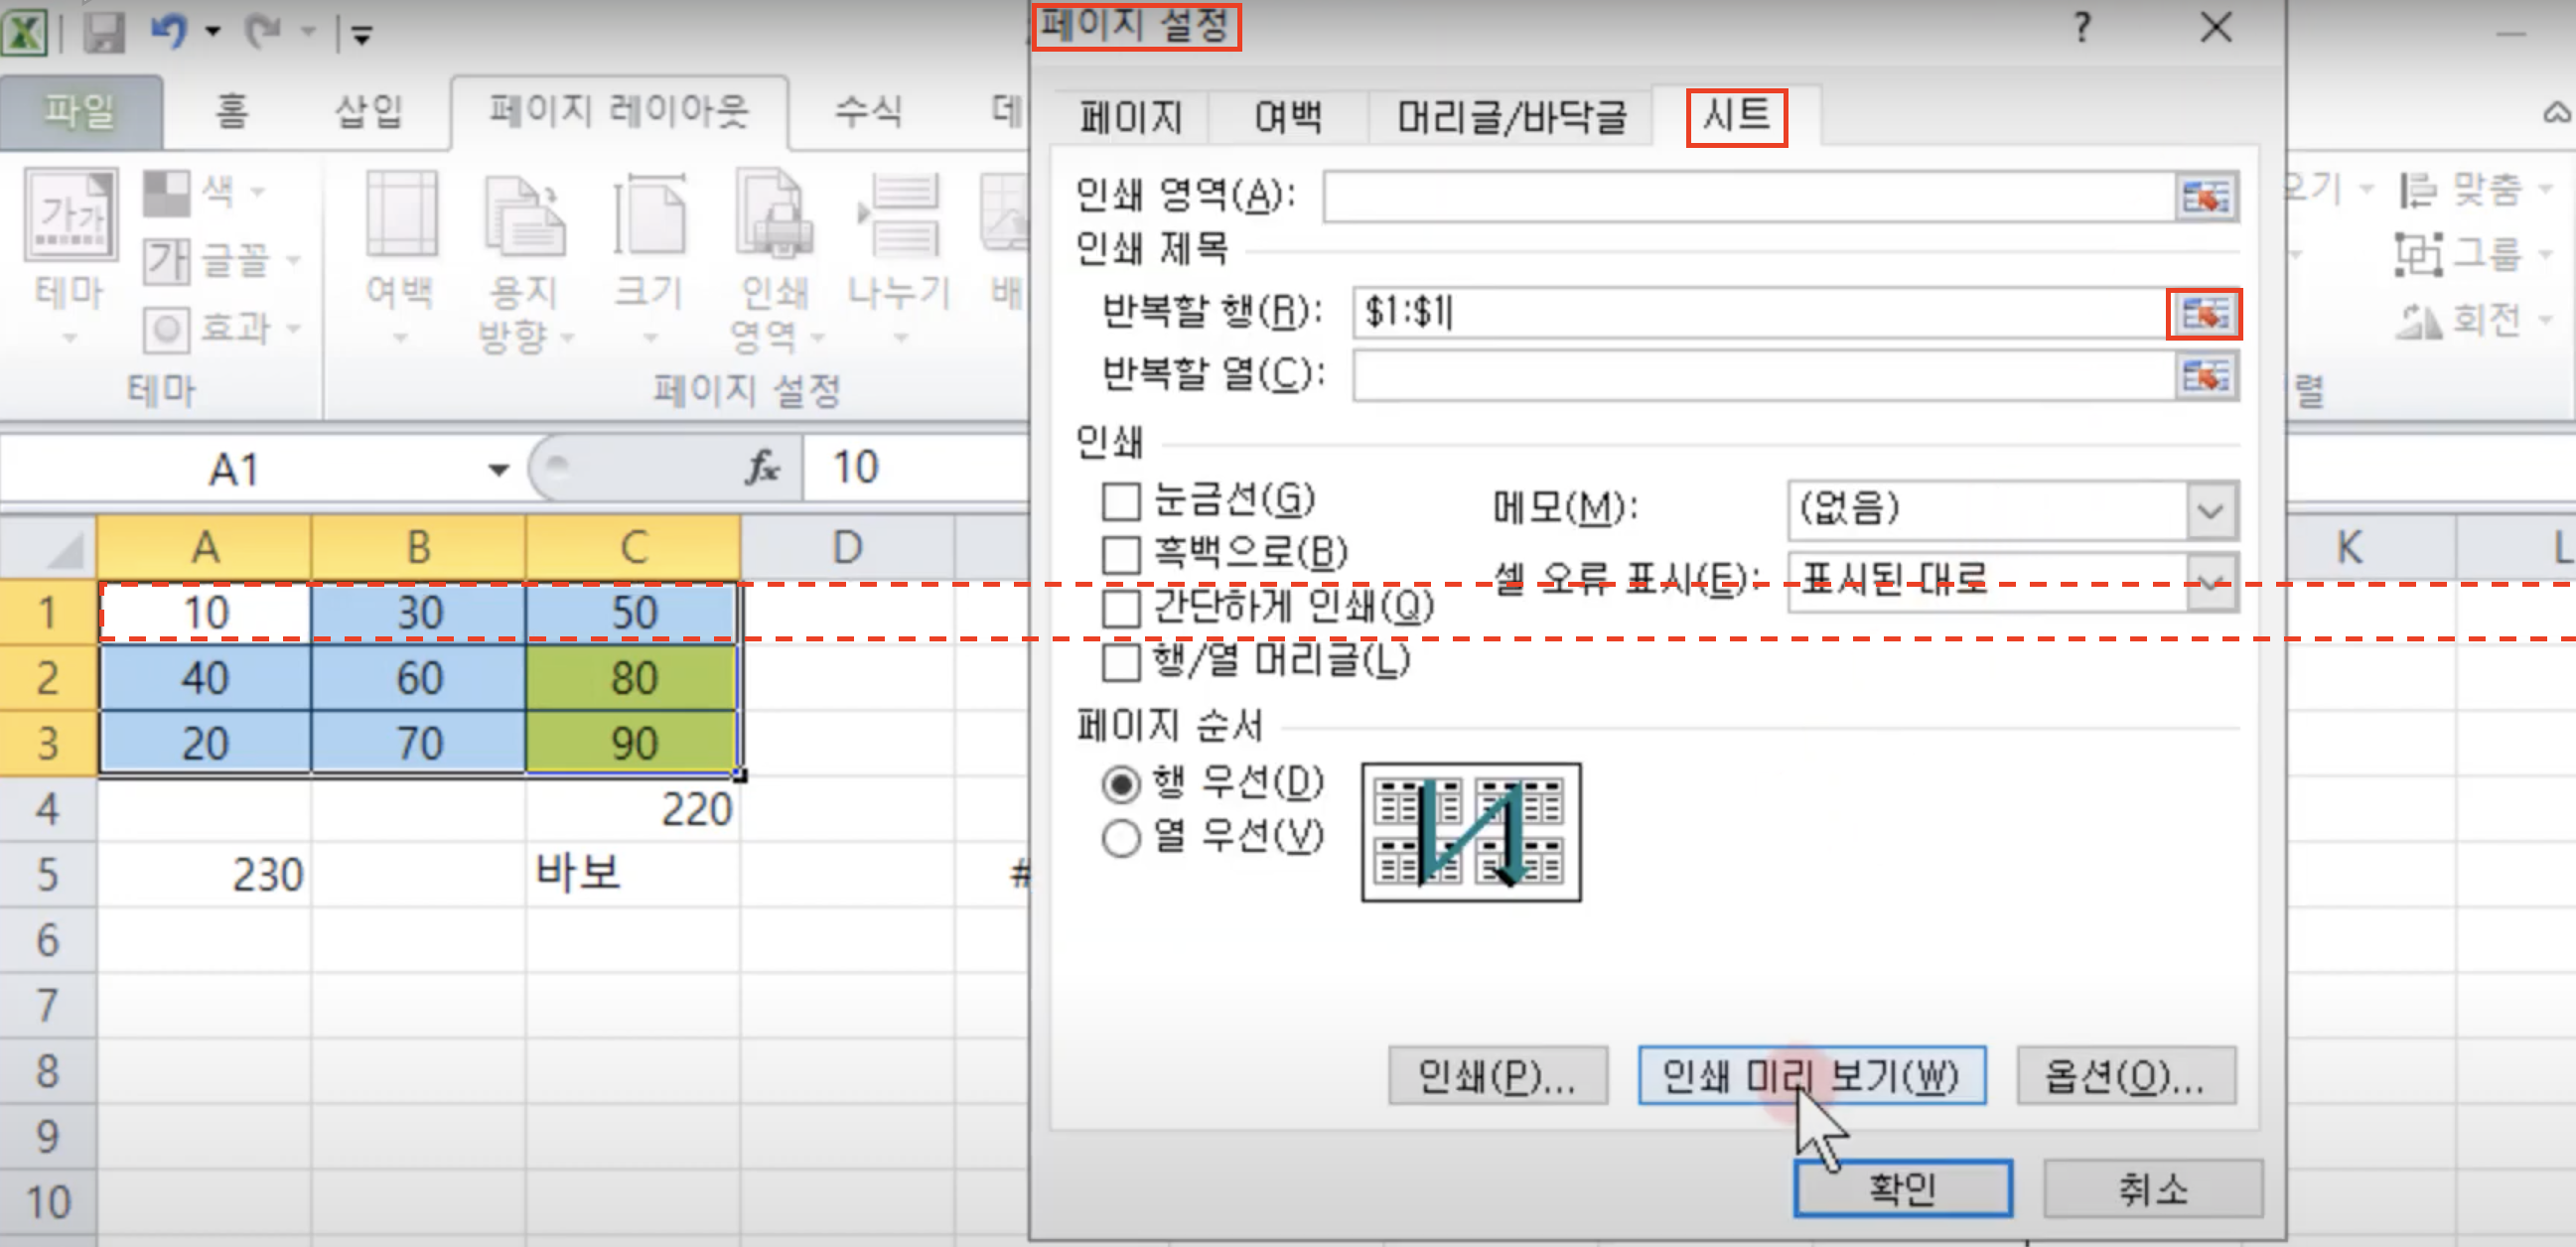 페이지 설정
?
파일 홈 삽입 페이지 레이아웃 수식 데
페이지 여백 머리글/바닥글 시트
가가 색
가 글꼴
효과
테마
여백
용지
방향
크기
인쇄
영역
나누기
배
테마
페이지 설정
인쇄 영역(A):
인쇄 제목
반복할 행(R): $1:$1
반복할 열(C):
인쇄
눈금선(G)
흑백으로(B)
간단하게 인쇄(Q)
행/열 머리글(L)
메모(M): (없음)
셀 오류 표시(E): 표시된 대로
페이지 순서
행 우선(D)
열 우선(V)
인쇄(P)... 인쇄 미리 보기(W) 옵션(O)...
확인 취소
오기 맞춤
그룹
회전
렬
A1 fx 10
A B C D K L
1 10 30 50
2 40 60 80
3 20 70 90
4 220
5 230 바보 #
6
7
8
9
10